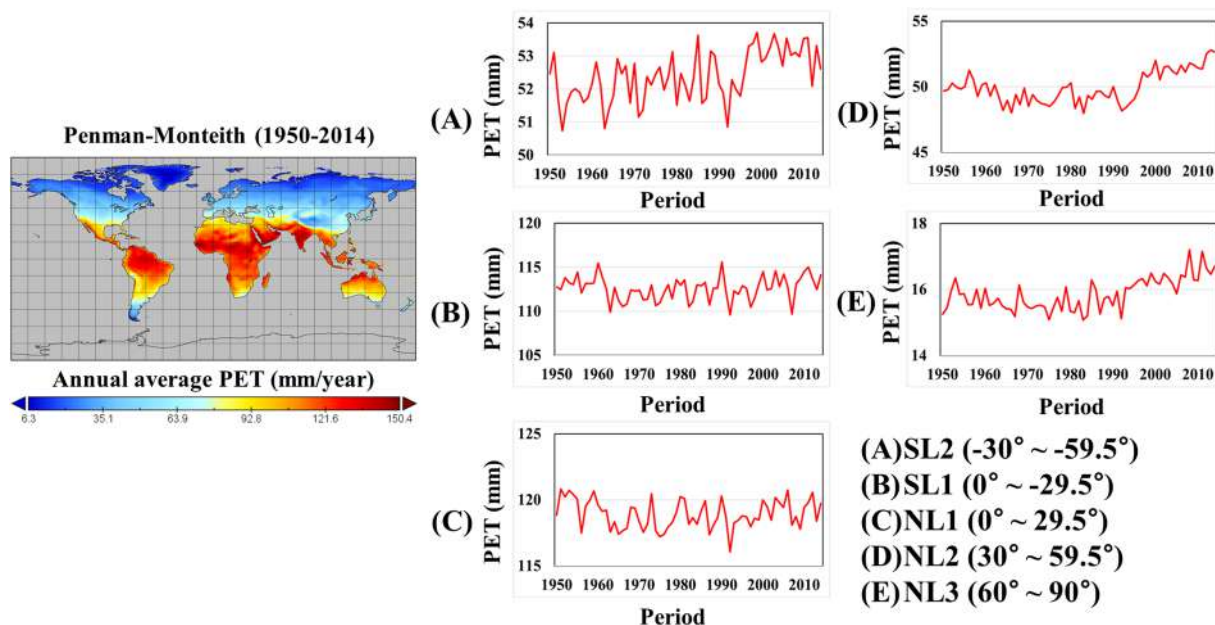 Penman-Monteith (1950-2014)
Annual average PET (mm/year)
6.3 35.1 63.9 92.8 121.6 150.4
(A)
PET (mm)
54
53
52
51
50
1950 1960 1970 1980 1990 2000 2010
Period
(B)
PET (mm)
120
115
110
105
1950 1960 1970 1980 1990 2000 2010
Period
(C)
PET (mm)
125
120
115
1950 1960 1970 1980 1990 2000 2010
Period
(D)
PET (mm)
55
50
45
1950 1960 1970 1980 1990 2000 2010
Period
(E)
PET (mm)
18
16
14
1950 1960 1970 1980 1990 2000 2010
Period
(A)SL2 (-30° ~ -59.5°)
(B)SL1 (0° ~ -29.5°)
(C)NL1 (0° ~ 29.5°)
(D)NL2 (30° ~ 59.5°)
(E)NL3 (60° ~ 90°)